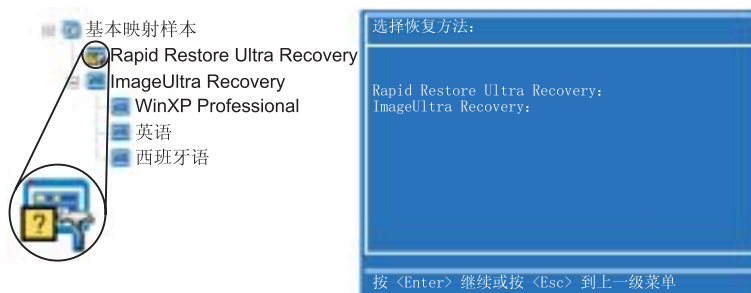 基本映射样本
Rapid Restore Ultra Recovery
ImageUltra Recovery
WinXP Professional
英语
西班牙语
?
选择恢复方法：
Rapid Restore Ultra Recovery:
ImageUltra Recovery:
按 <Enter> 继续或按 <Esc> 到上一级菜单